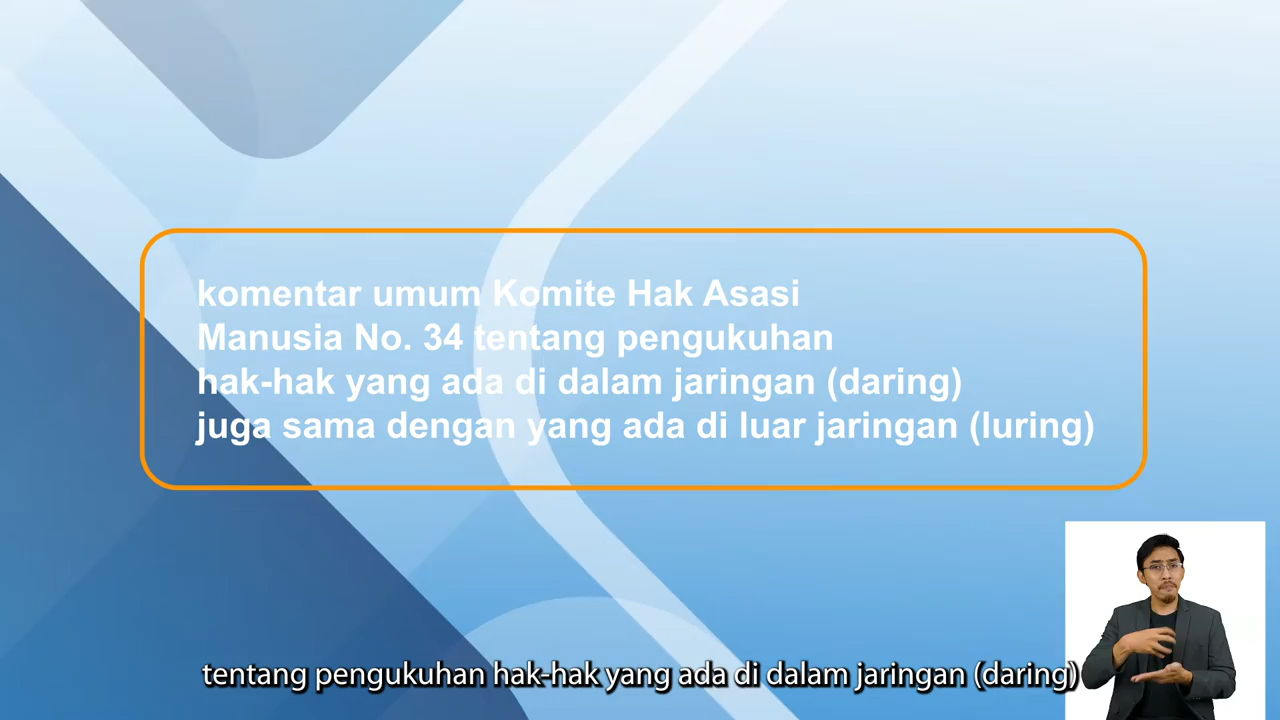 komentar umum Komite Hak Asasi
Manusia No. 34 tentang pengukuhan
hak-hak yang ada di dalam jaringan (daring)
juga sama dengan yang ada di luar jaringan (luring)
tentang pengukuhan hak-hak yang ada di dalam jaringan (daring)